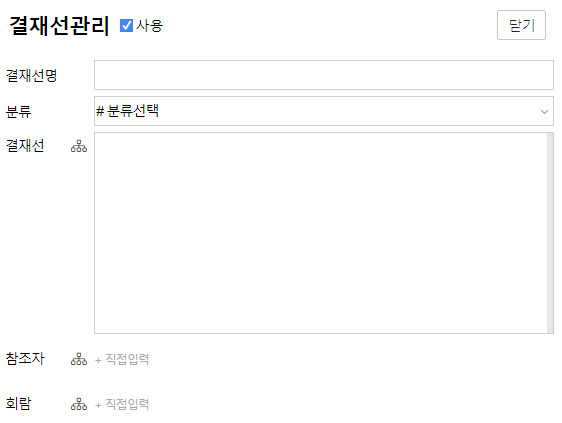 결재선관리 사용 닫기
결재선명
분류 # 분류선택
결재선
참조자 + 직접입력
회람 + 직접입력